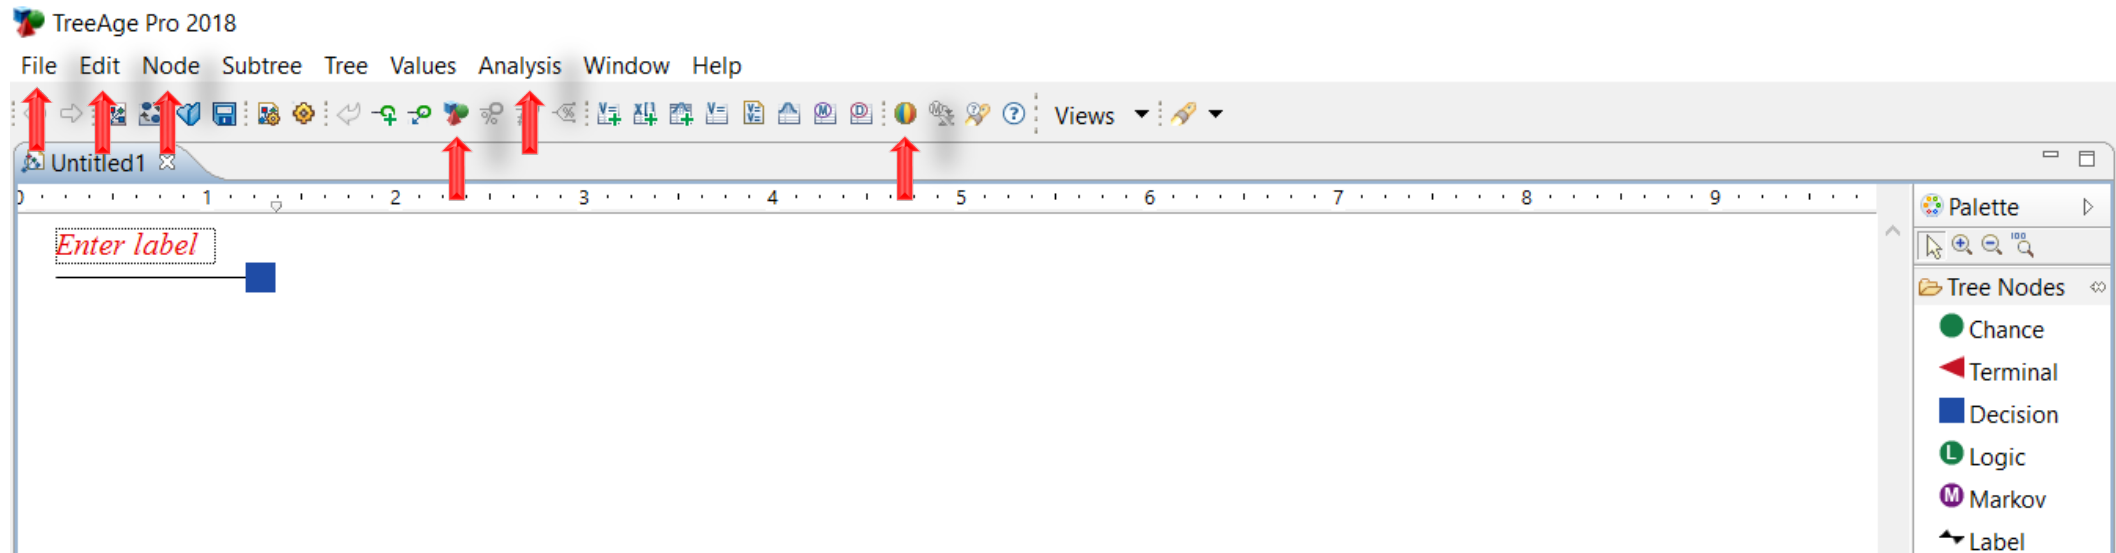 TreeAge Pro 2018
File Edit Node Subtree Tree Values Analysis Window Help
Views
Untitled1
0 1 2 3 4 5 6 7 8 9
Palette
Enter label
100
Tree Nodes
Chance
Terminal
Decision
L Logic
M Markov
Label